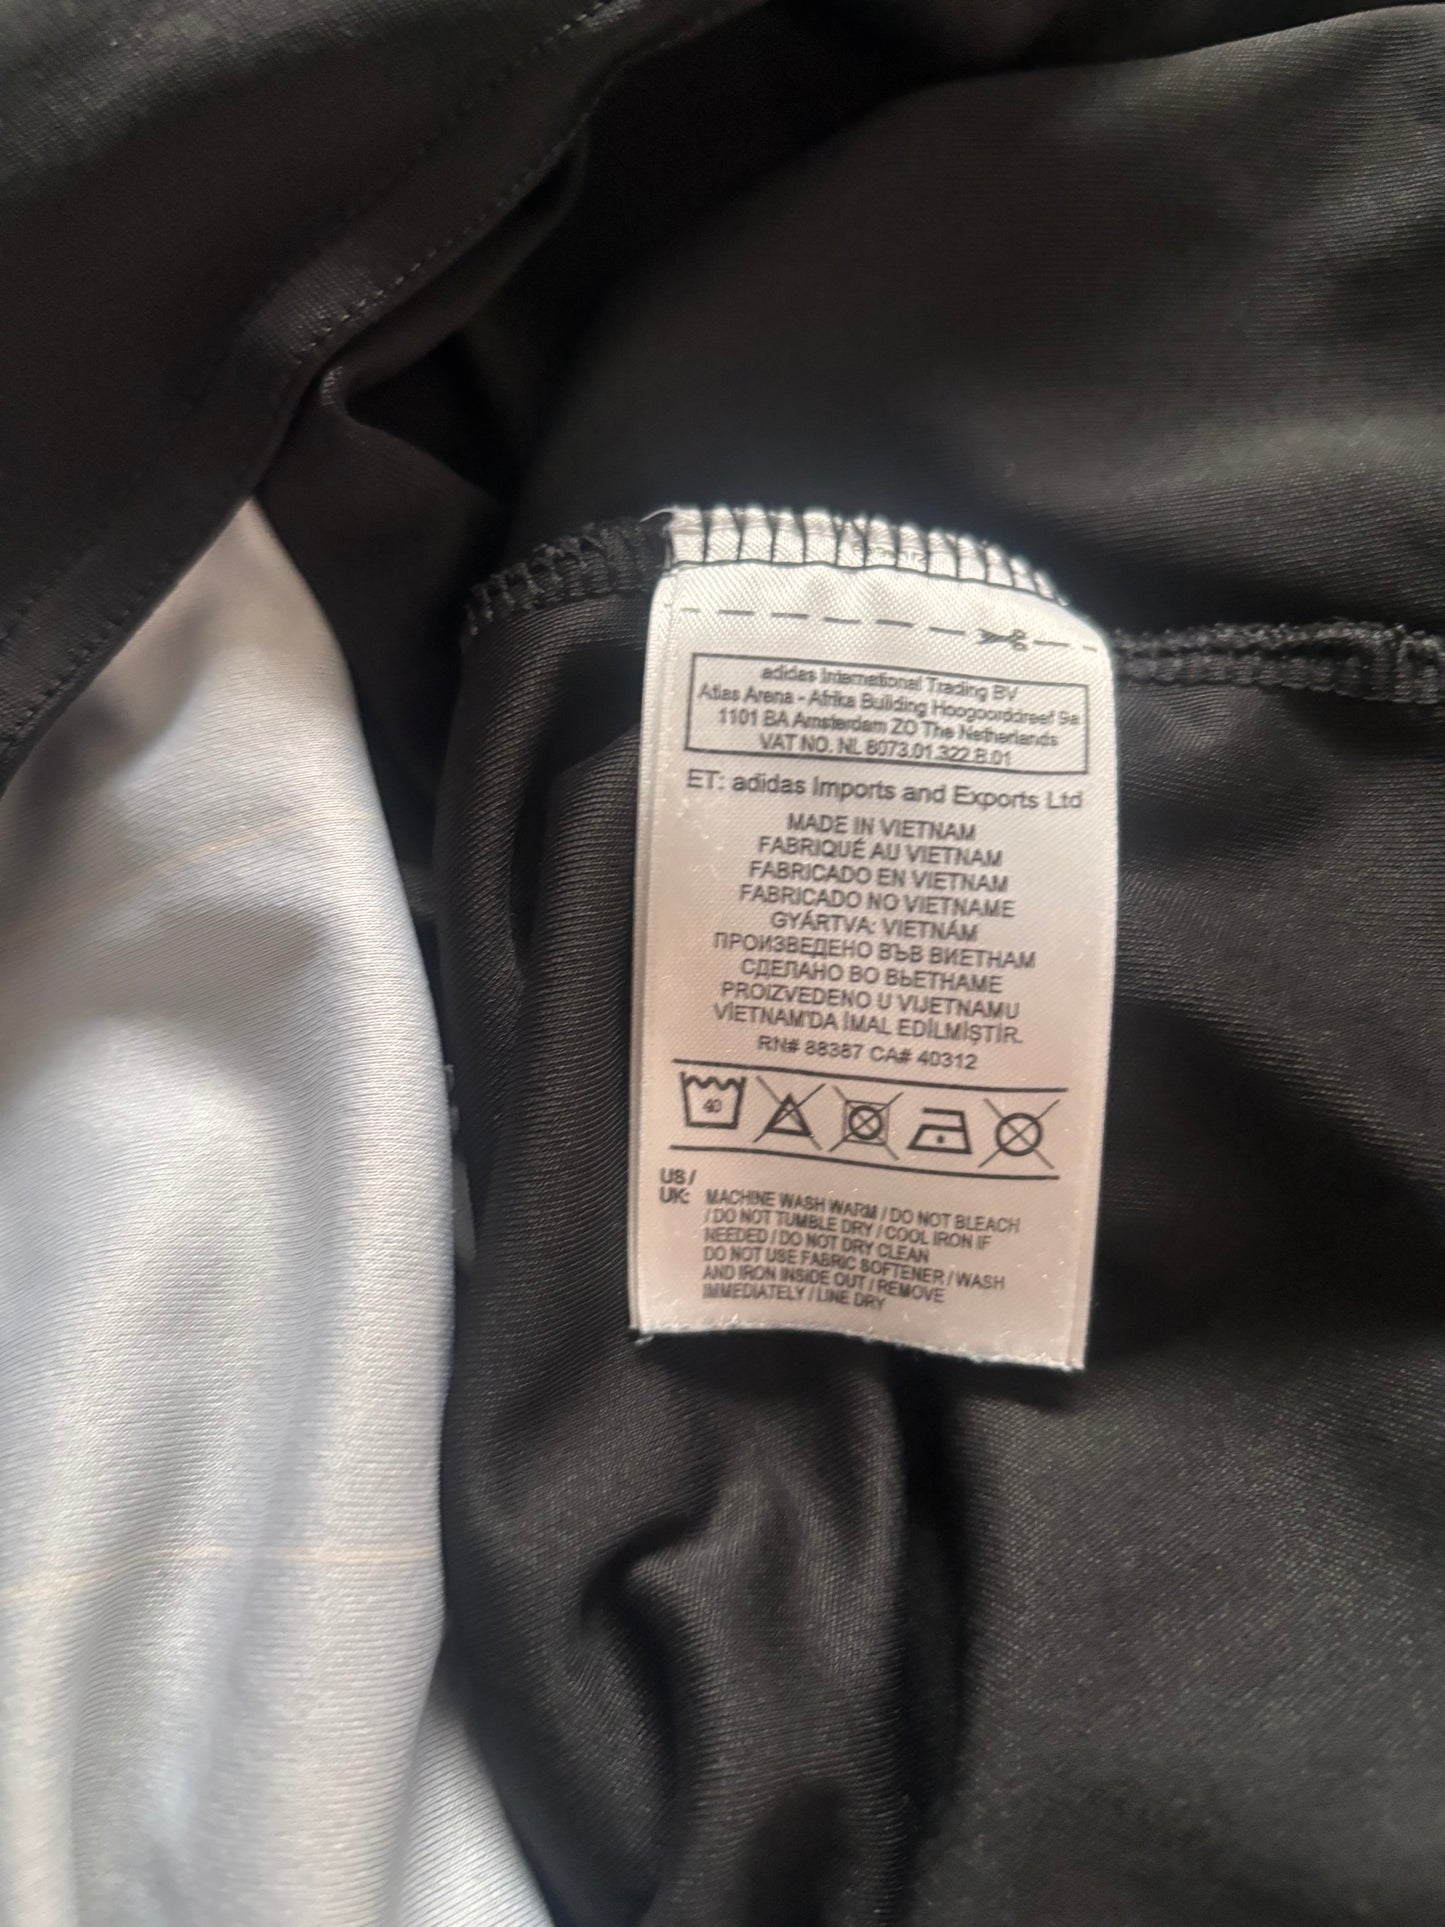 adidas International Trading BV
Atlas Arena - Afrika Building Hoogoorddreef 9a
1101 BA Amsterdam ZO The Netherlands
VAT NO. NL 8073.01.322.B.01
ET: adidas Imports and Exports Ltd
MADE IN VIETNAM
FABRIQUÉ AU VIETNAM
FABRICADO EN VIETNAM
FABRICADO NO VIETNAME
GYÁRTVA: VIETNÁM
ПРОИЗВЕДЕНО ВЪВ ВИЕТНАМ
СДЕЛАНО ВО ВЬЕТНАМЕ
PROIZVEDENO U VIJETNAMU
VİETNAM'DA İMAL EDİLMİŞTİR.
RN# 88387 CA# 40312
40
US /
UK: MACHINE WASH WARM / DO NOT BLEACH
/ DO NOT TUMBLE DRY / COOL IRON IF
NEEDED / DO NOT DRY CLEAN
DO NOT USE FABRIC SOFTENER / WASH
AND IRON INSIDE OUT / REMOVE
IMMEDIATELY / LINE DRY